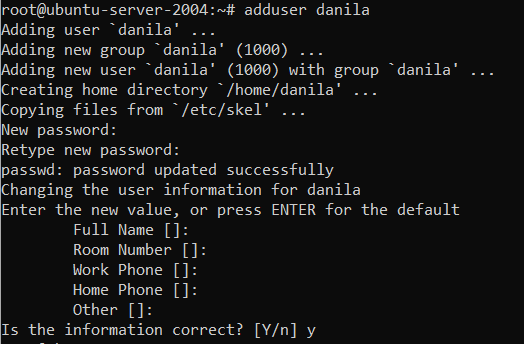 root@ubuntu-server-2004:~# adduser danila
Adding user `danila' ...
Adding new group `danila' (1000) ...
Adding new user `danila' (1000) with group `danila' ...
Creating home directory `/home/danila' ...
Copying files from `/etc/skel' ...
New password:
Retype new password:
passwd: password updated successfully
Changing the user information for danila
Enter the new value, or press ENTER for the default
Full Name []:
Room Number []:
Work Phone []:
Home Phone []:
Other []:
Is the information correct? [Y/n] y